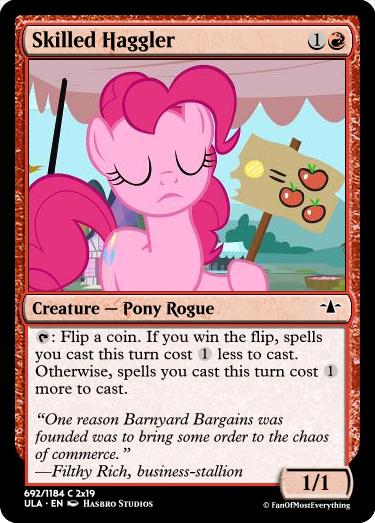 Skilled Haggler 1
Creature — Pony Rogue
: Flip a coin. If you win the flip, spells
you cast this turn cost 1 less to cast.
Otherwise, spells you cast this turn cost 1
more to cast.
“One reason Barnyard Bargains was
founded was to bring some order to the chaos
of commerce.”
—Filthy Rich, business-stallion
1/1
692/1184 C 2x19
ULA • EN Hasbro Studios
© FanOfMostEverything